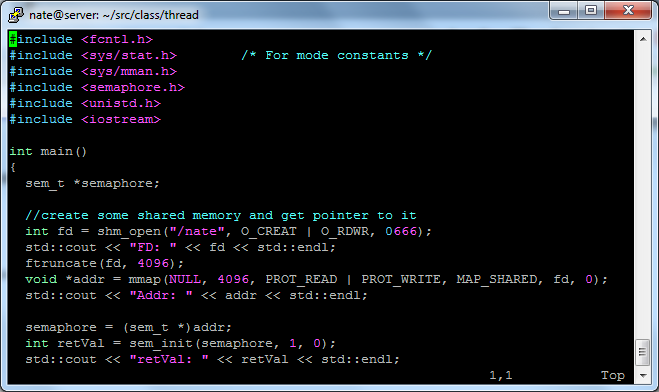 nate@server: ~/src/class/thread
#include <fcntl.h>
#include <sys/stat.h>        /* For mode constants */
#include <sys/mman.h>
#include <semaphore.h>
#include <unistd.h>
#include <iostream>

int main()
{
  sem_t *semaphore;

  //create some shared memory and get pointer to it
  int fd = shm_open("/nate", O_CREAT | O_RDWR, 0666);
  std::cout << "FD: " << fd << std::endl;
  ftruncate(fd, 4096);
  void *addr = mmap(NULL, 4096, PROT_READ | PROT_WRITE, MAP_SHARED, fd, 0);
  std::cout << "Addr: " << addr << std::endl;

  semaphore = (sem_t *)addr;
  int retVal = sem_init(semaphore, 1, 0);
  std::cout << "retVal: " << retVal << std::endl;
1,1           Top